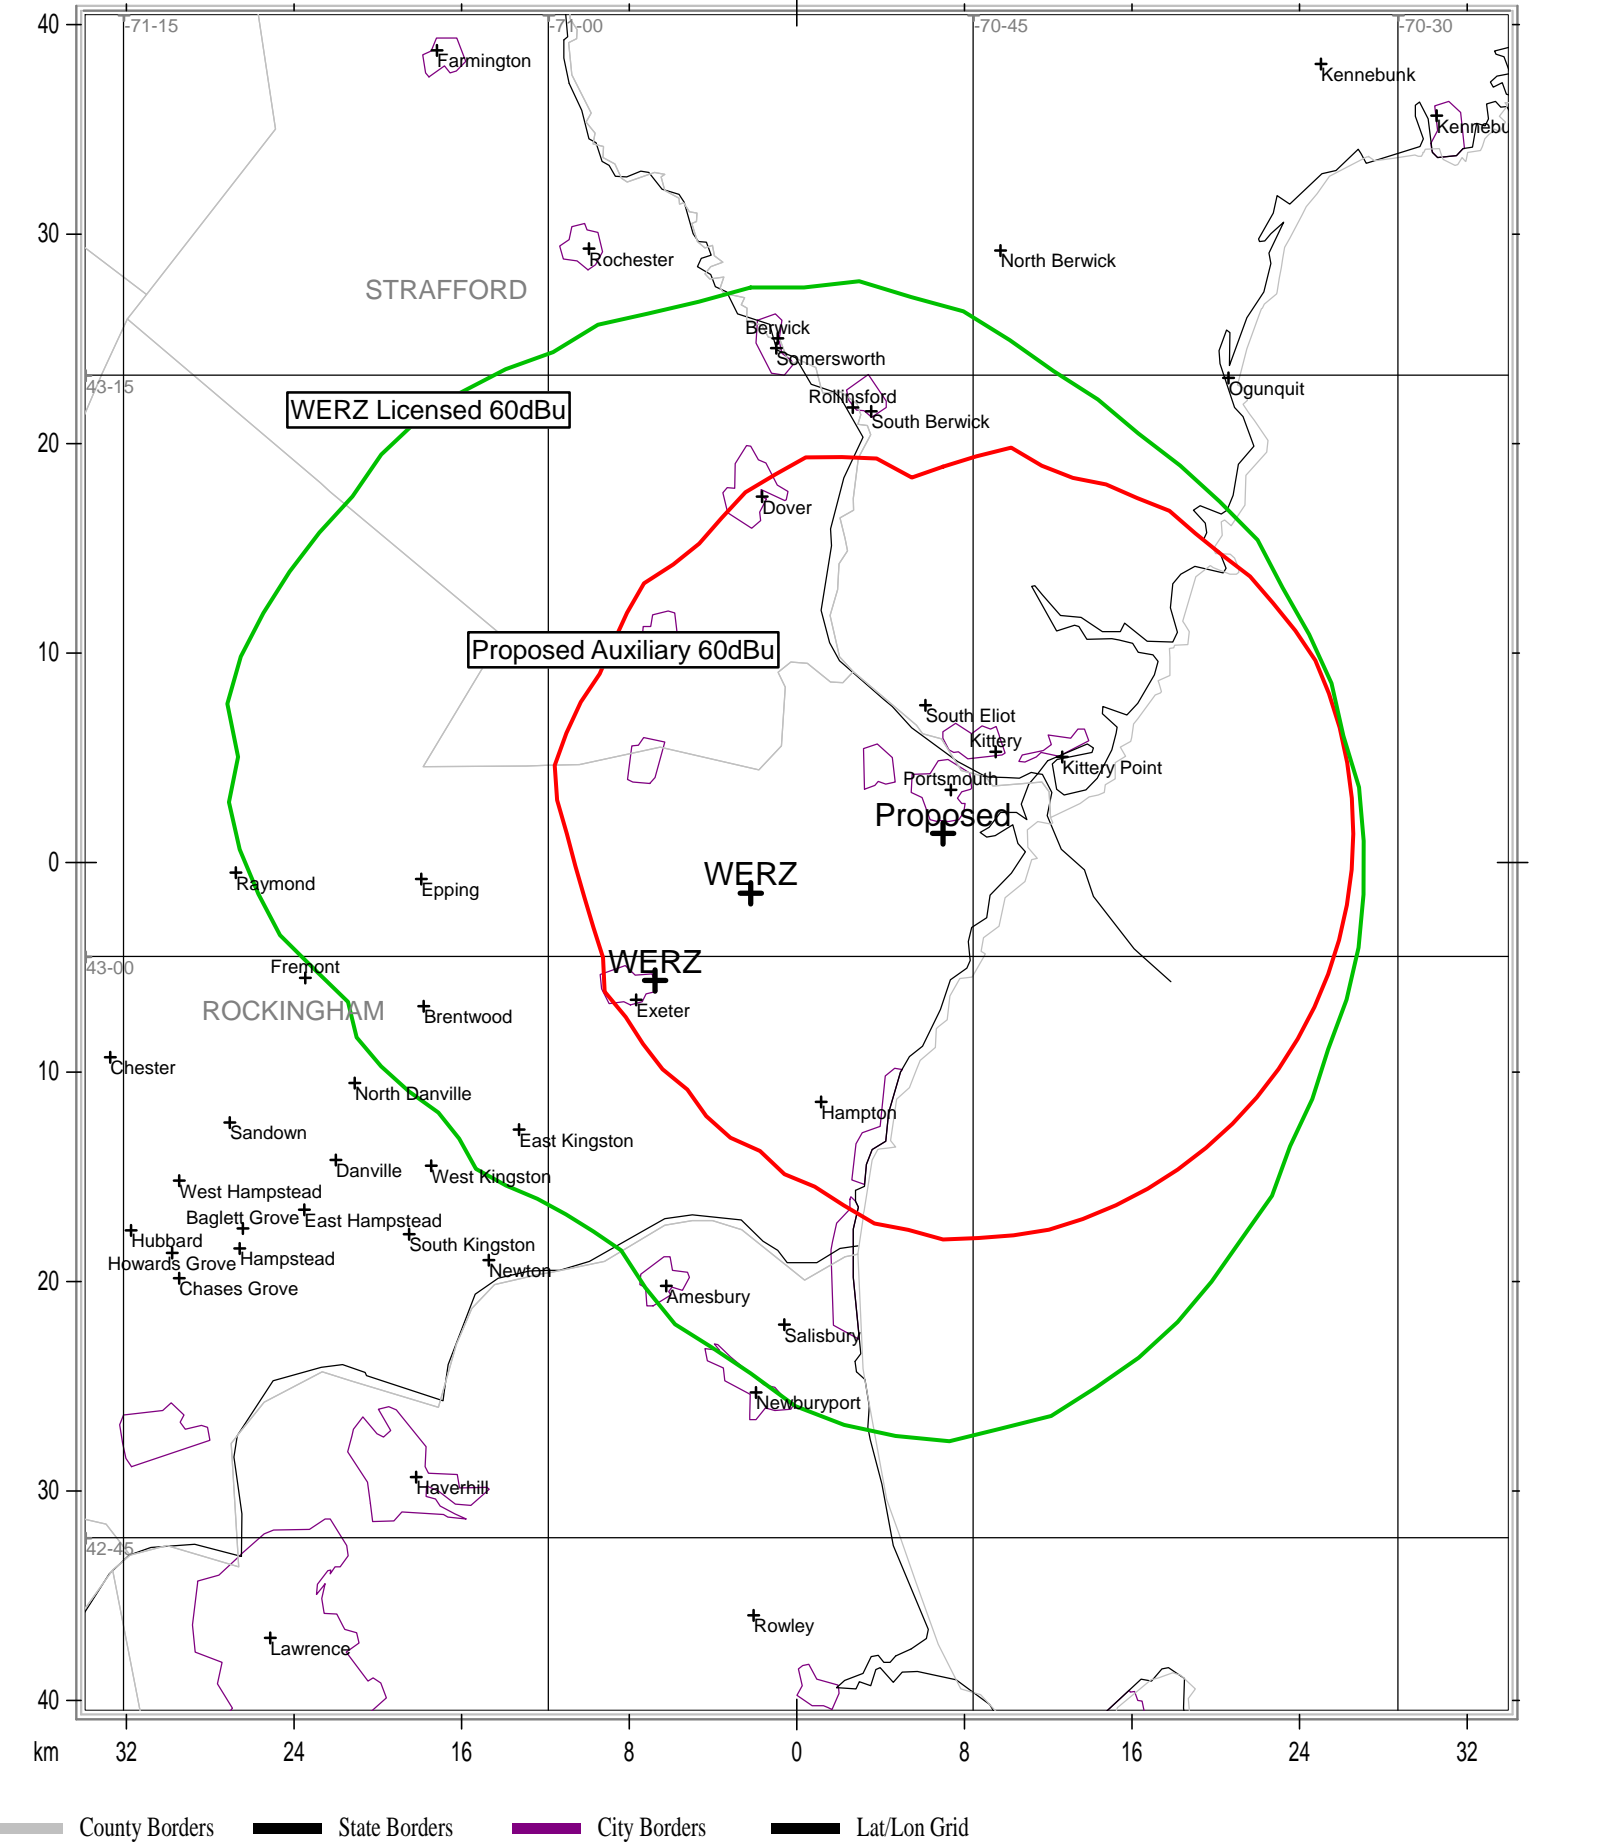 40
-71-15
-71-00
-70-45
-70-30
Farmington
Kennebunk
Kennebu
30
Rochester
North Berwick
STRAFFORD
Berwick
Somersworth
43-15
Ogunquit
Rollinsford
WERZ Licensed 60dBu
South Berwick
20
Dover
10
Proposed Auxiliary 60dBu
South Eliot
Kittery
Kittery Point
Portsmouth
Proposed
0
WERZ
Raymond
Epping
43-00
Fremont
WERZ
ROCKINGHAM
Brentwood
Exeter
Chester
10
North Danville
Hampton
Sandown
East Kingston
Danville
West Kingston
West Hampstead
Baglett Grove
East Hampstead
Hubbard
South Kingston
Howards Grove
Hampstead
Newton
20
Chases Grove
Amesbury
Salisbury
Newburyport
30
Haverhill
42-45
Rowley
Lawrence
40
km
32
24
16
8
0
8
16
24
32
County Borders
State Borders
City Borders
Lat/Lon Grid